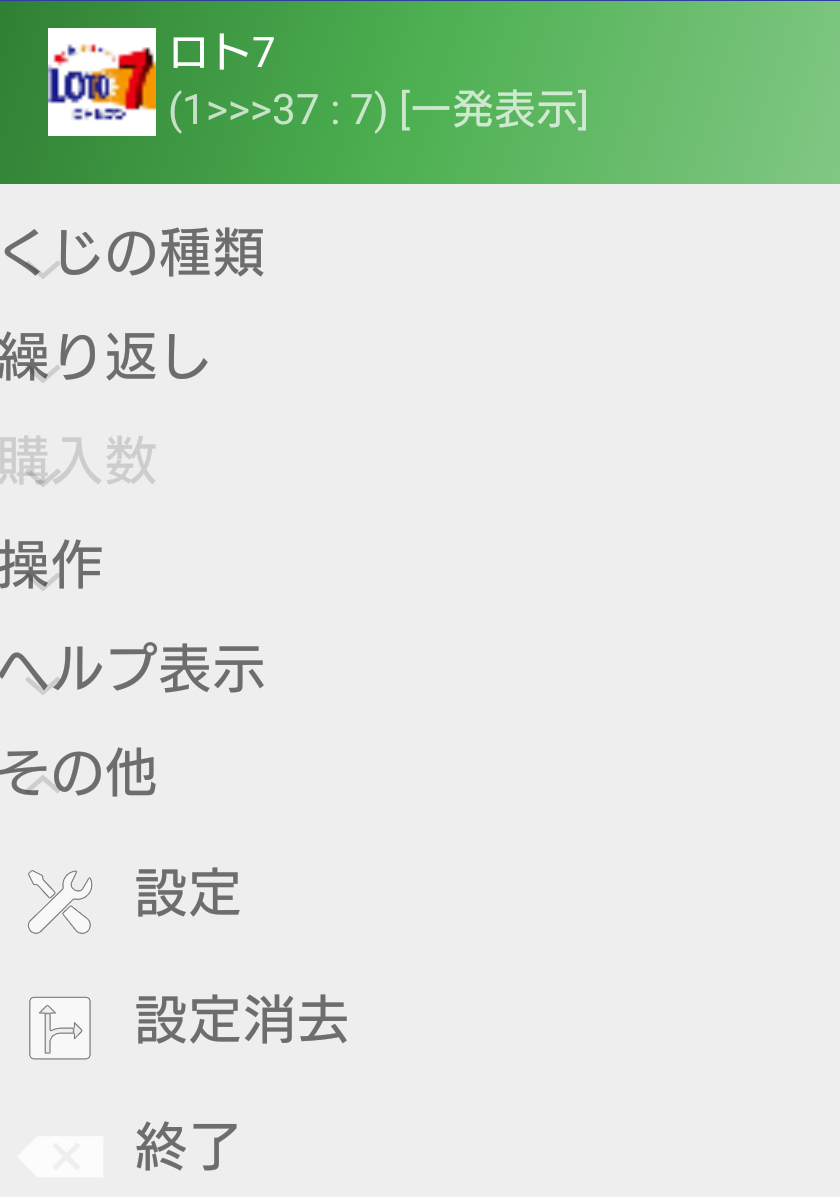 ロト7
LOTO 7
(1>>>37 : 7) [一発表示]
くじの種類
繰り返し
購入数
操作
ヘルプ表示
その他
設定
設定消去
終了